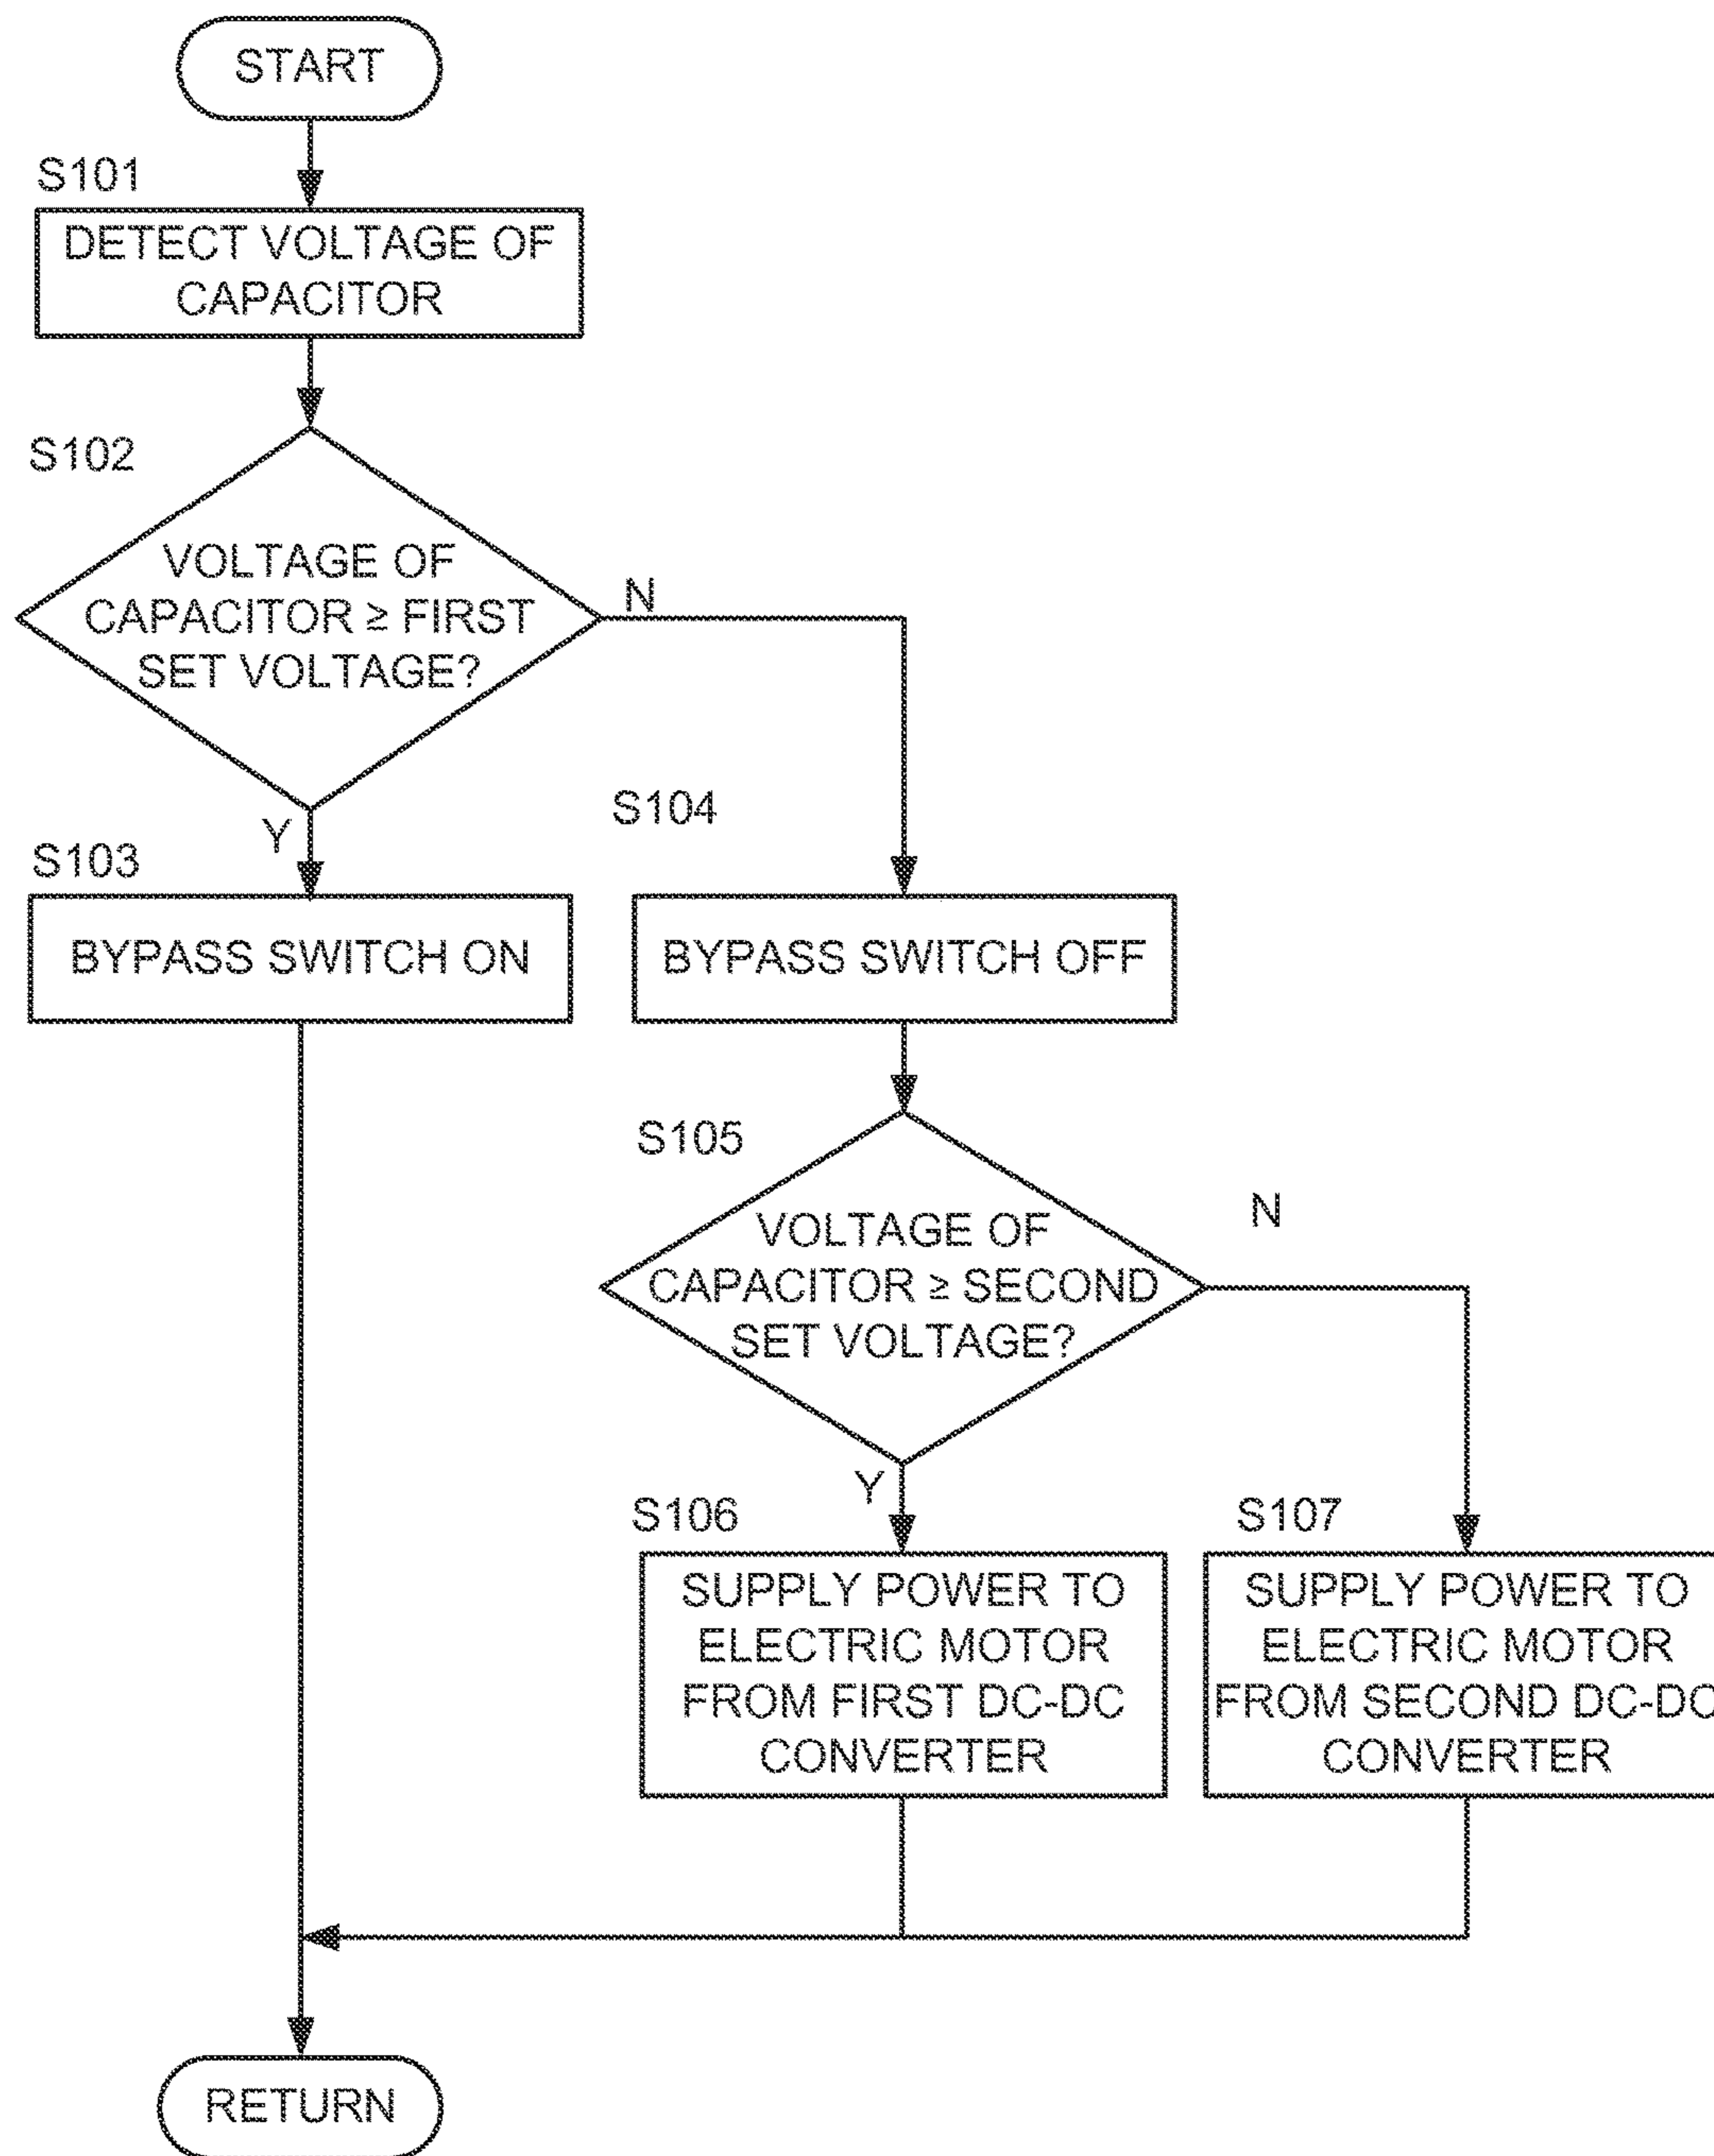 START
S101
DETECT VOLTAGE OF
CAPACITOR
S102
VOLTAGE OF
CAPACITOR ≥ FIRST
SET VOLTAGE?
N
Y
S103
BYPASS SWITCH ON
S104
BYPASS SWITCH OFF
S105
VOLTAGE OF
CAPACITOR ≥ SECOND
SET VOLTAGE?
N
Y
S106
SUPPLY POWER TO
ELECTRIC MOTOR
FROM FIRST DC-DC
CONVERTER
S107
SUPPLY POWER TO
ELECTRIC MOTOR
FROM SECOND DC-DC
CONVERTER
RETURN